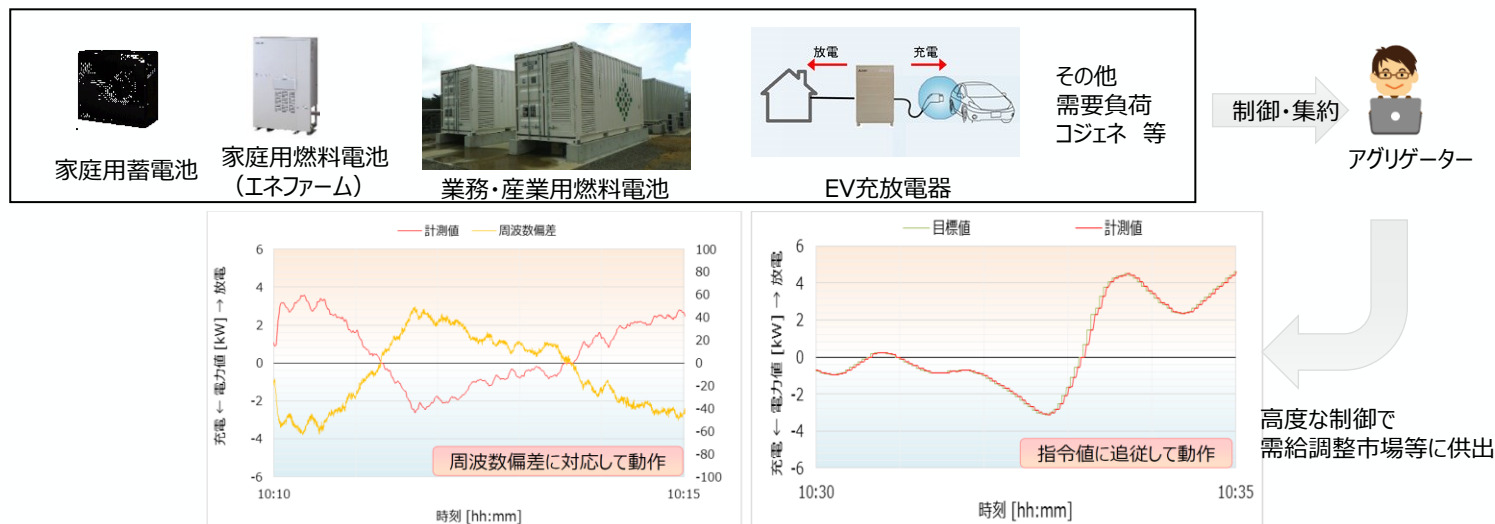 放電
充電
その他
需要負荷
コジェネ 等
家庭用蓄電池
家庭用燃料電池
（エネファーム）
業務・産業用燃料電池
EV充放電器
制御・集約
アグリゲーター
計測値
周波数偏差
充電 ← 電力値 [kW] → 放電
6
4
2
0
-2
-4
-6
100
80
60
40
20
0
-20
-40
-60
-80
-100
周波数偏差に対応して動作
10:10
10:15
時刻 [hh:mm]
目標値
計測値
充電 ← 電力値 [kW] → 放電
6
4
2
0
-2
-4
-6
指令値に追従して動作
10:30
10:35
時刻 [hh:mm]
高度な制御で
需給調整市場等に供出